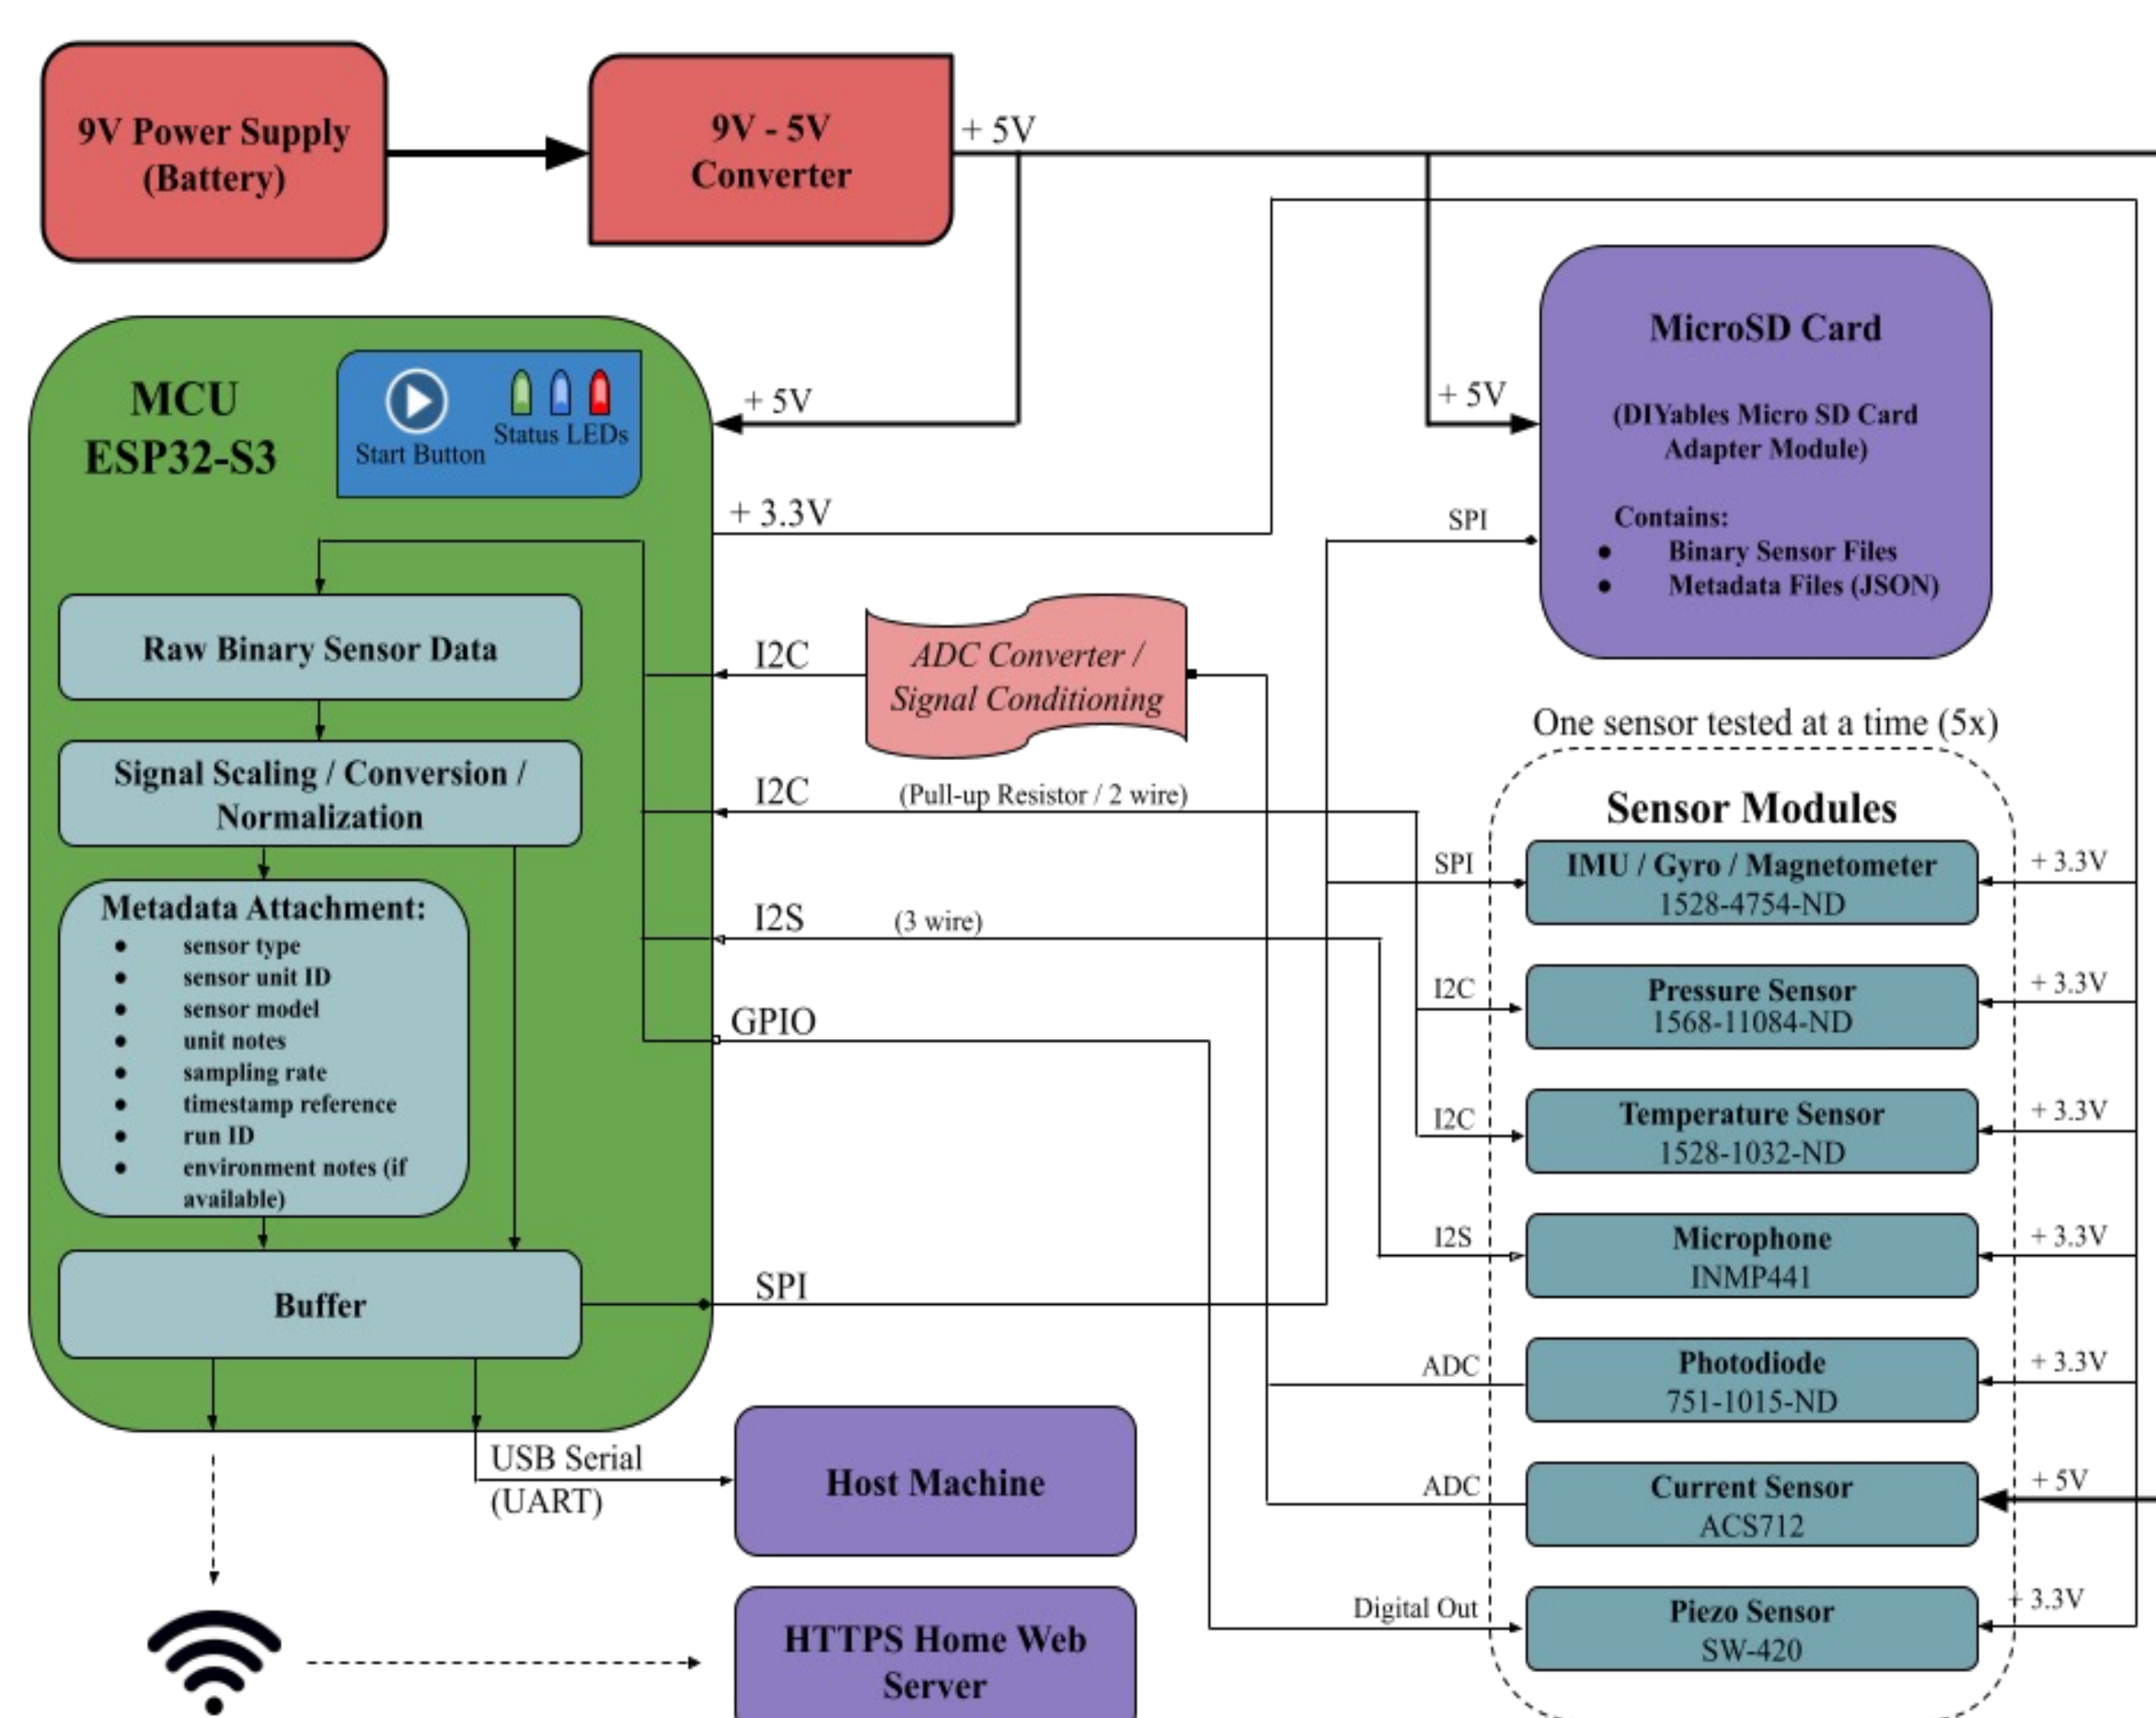 9V Power Supply
(Battery)
9V - 5V
Converter
+ 5V
MCU
ESP32-S3
Start Button
Status LEDs
+ 5V
+ 3.3V
+ 5V
SPI
MicroSD Card
(DIYables Micro SD Card
Adapter Module)
Contains:
● Binary Sensor Files
● Metadata Files (JSON)
Raw Binary Sensor Data
Signal Scaling / Conversion /
Normalization
Metadata Attachment:
● sensor type
● sensor unit ID
● sensor model
● unit notes
● sampling rate
● timestamp reference
● run ID
● environment notes (if
available)
Buffer
I2C
ADC Converter /
Signal Conditioning
I2C
(Pull-up Resistor / 2 wire)
I2S
(3 wire)
GPIO
SPI
USB Serial
(UART)
Host Machine
HTTPS Home Web
Server
One sensor tested at a time (5x)
Sensor Modules
SPI
IMU / Gyro / Magnetometer
1528-4754-ND
+ 3.3V
I2C
Pressure Sensor
1568-11084-ND
+ 3.3V
I2C
Temperature Sensor
1528-1032-ND
+ 3.3V
I2S
Microphone
INMP441
+ 3.3V
ADC
Photodiode
751-1015-ND
+ 3.3V
ADC
Current Sensor
ACS712
+ 5V
Digital Out
Piezo Sensor
SW-420
+ 3.3V